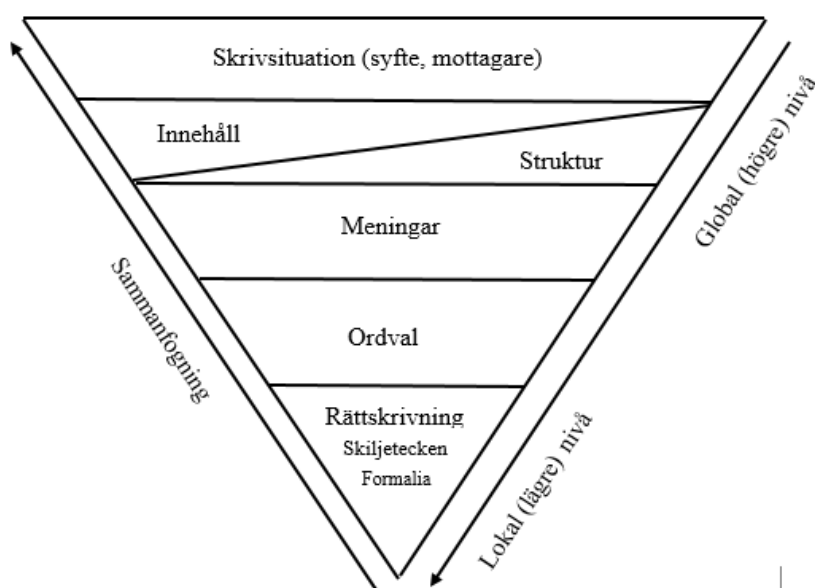 Skrivsituation (syfte, mottagare)
Innehåll
Struktur
Meningar
Ordval
Rättskrivning
Skiljetecken
Formalia
Sammanfogning
Global (högre) nivå
Lokal (lägre) nivå